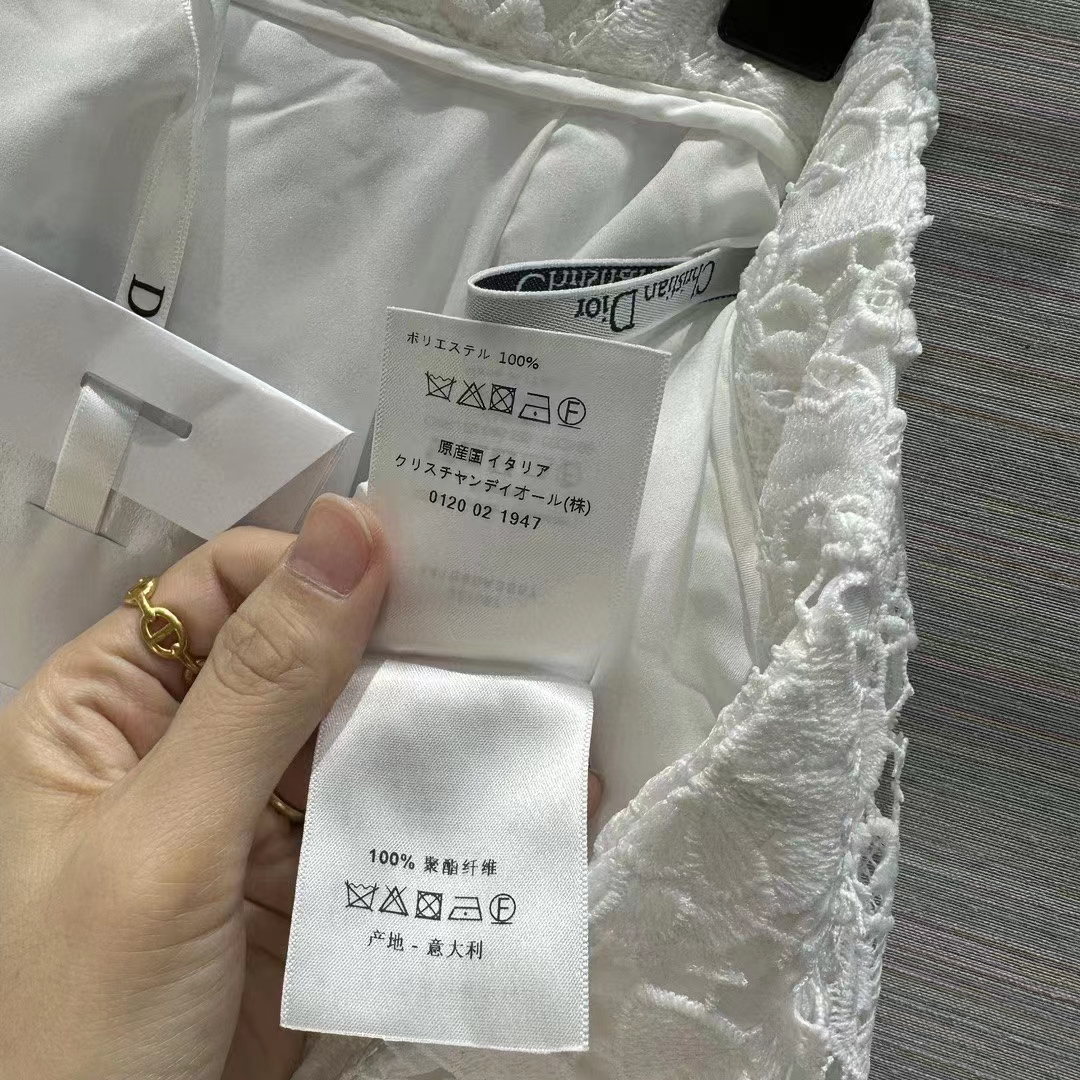 D
Christian Dior
ポリエステル 100%
原産国 イタリア
クリスチャンディオール(株)
0120 02 1947
100% 聚酯纤维
产地 - 意大利